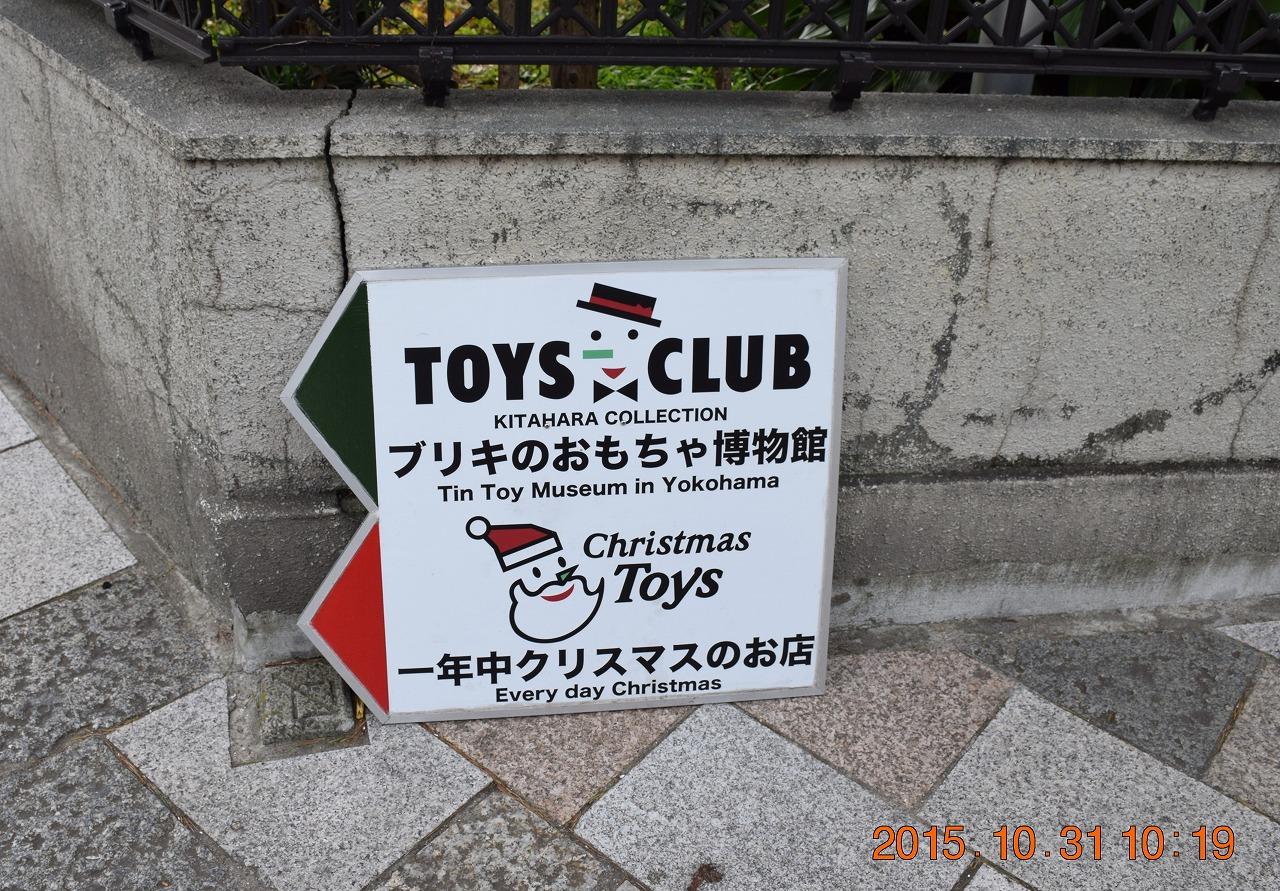 TOYS CLUB
KITAHARA COLLECTION
ブリキのおもちゃ博物館
Tin Toy Museum in Yokohama
Christmas
Toys
一年中クリスマスのお店
Every day Christmas
2015. 10. 31 10:19